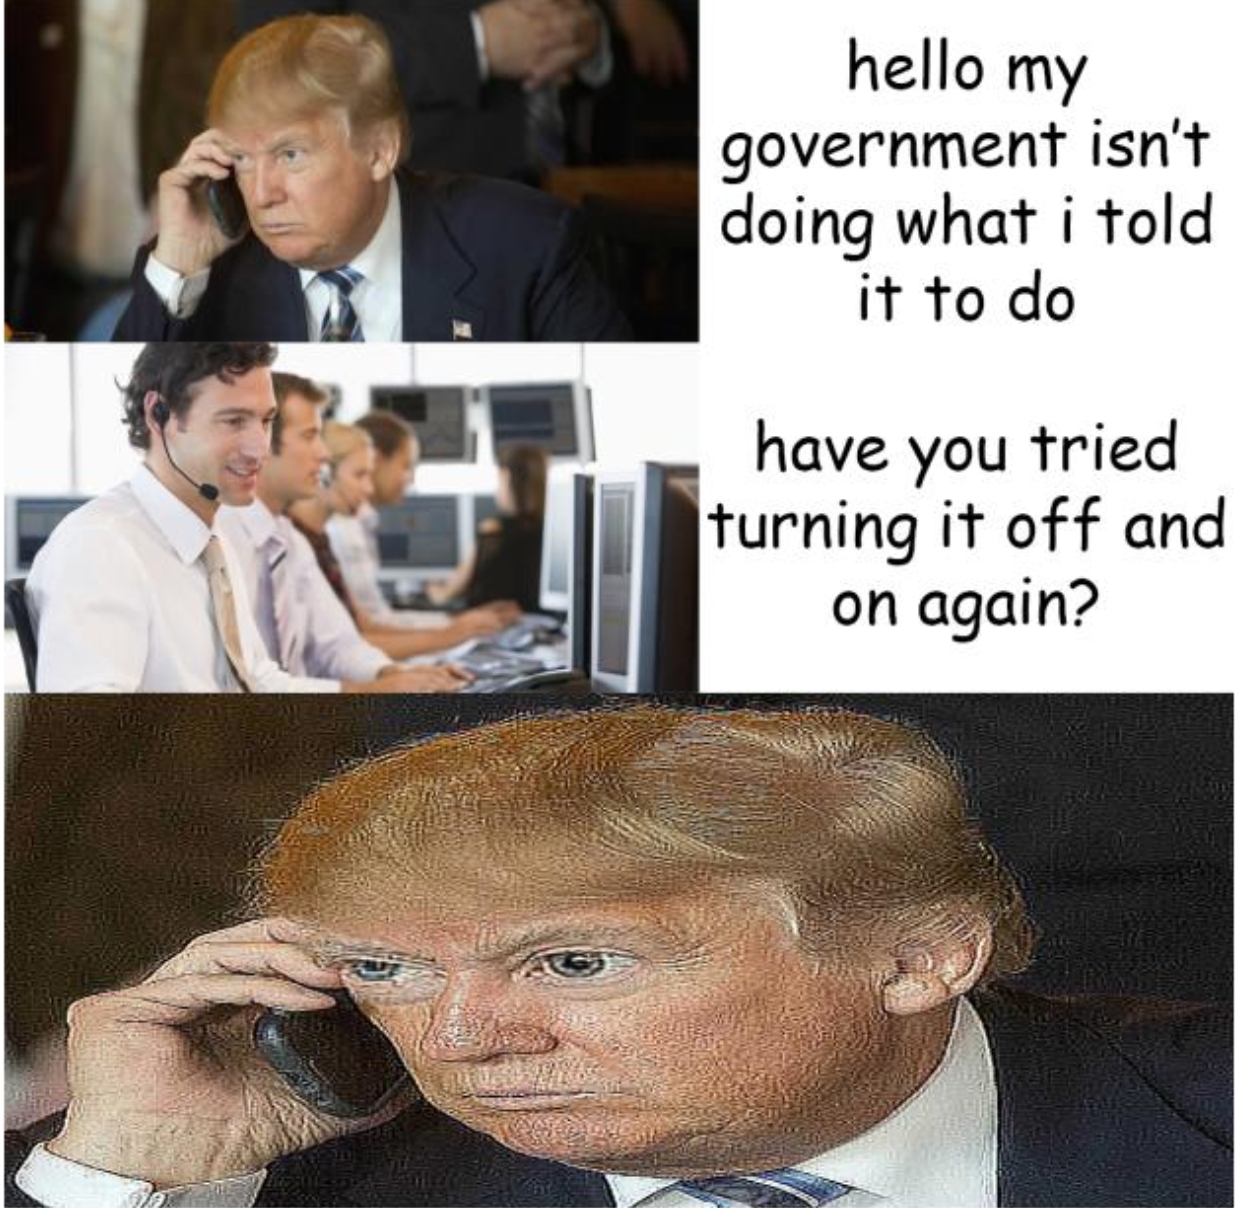 hello my
government isn't
doing what i told
it to do
have you tried
turning it off and
on again?